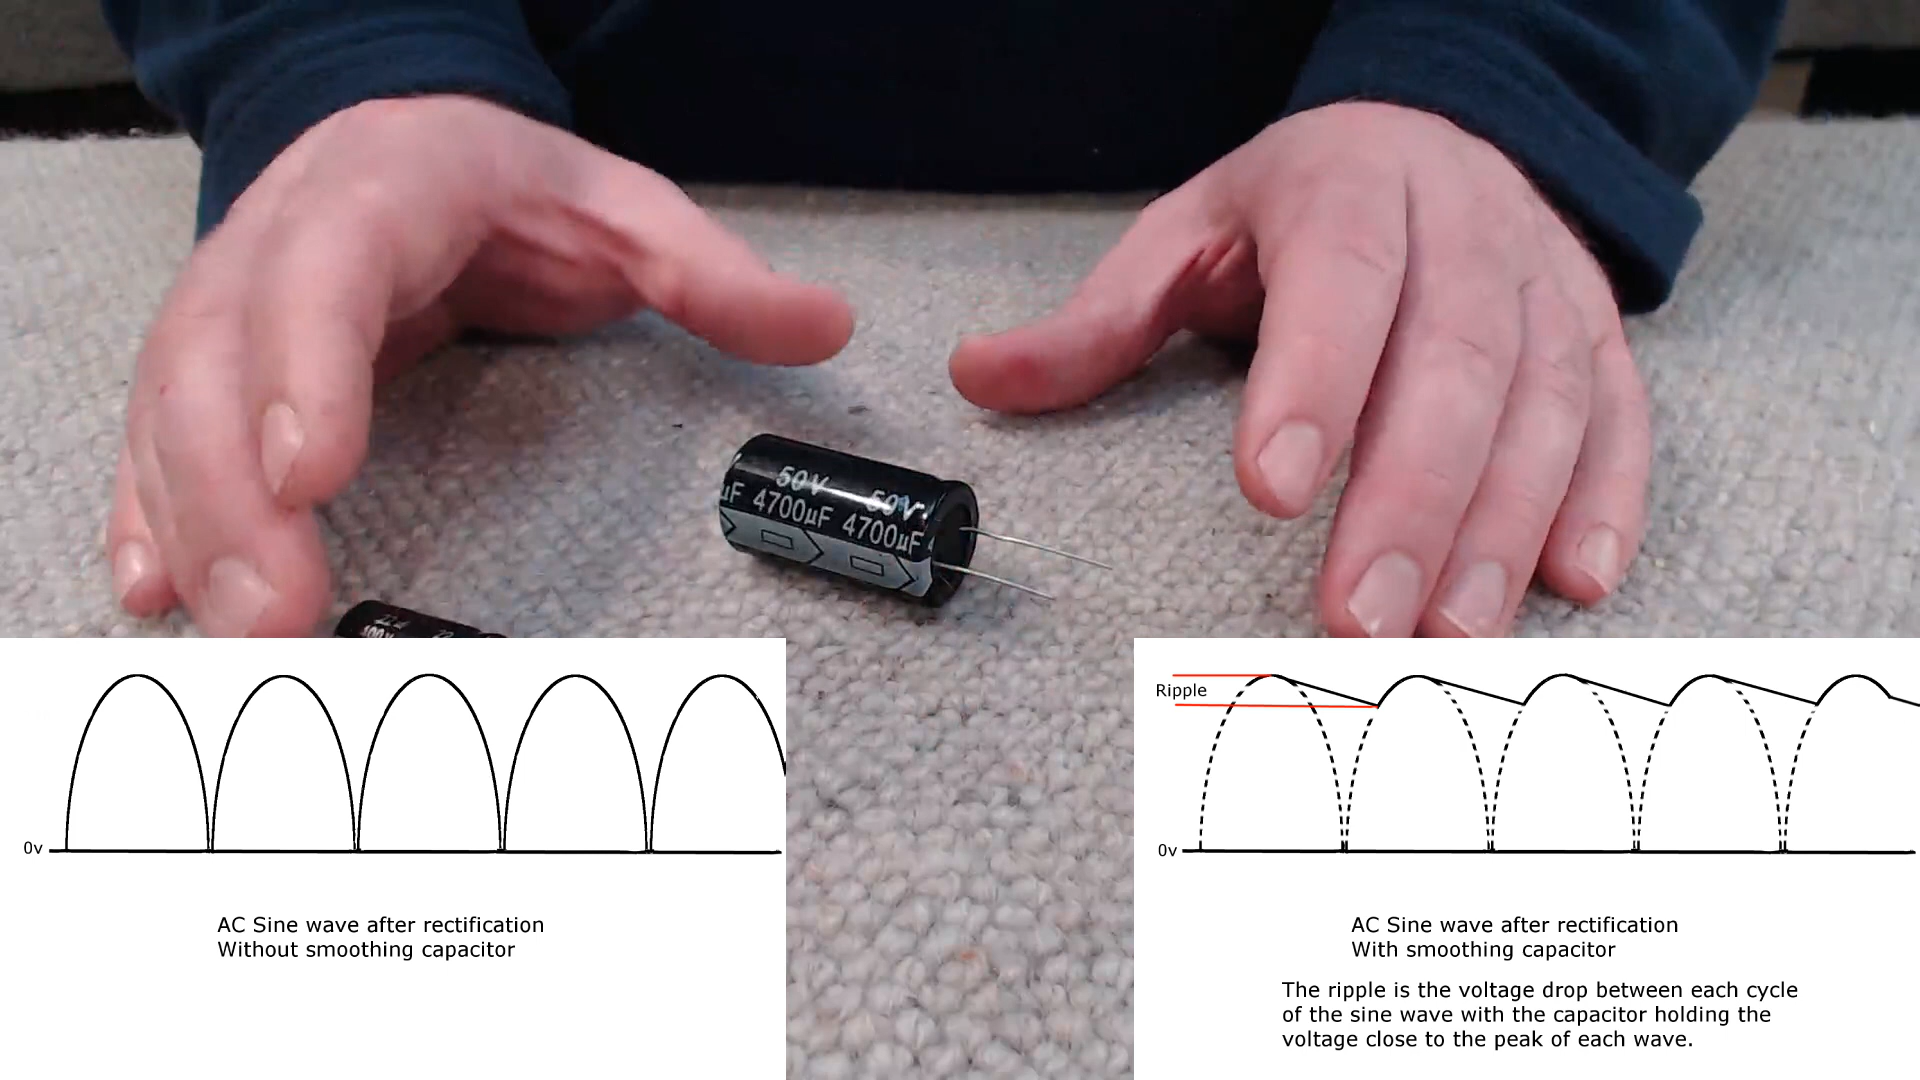 50V 50V
µF 4700µF 4700µF
Ripple
0v
0v
AC Sine wave after rectification
Without smoothing capacitor
AC Sine wave after rectification
With smoothing capacitor
The ripple is the voltage drop between each cycle
of the sine wave with the capacitor holding the
voltage close to the peak of each wave.